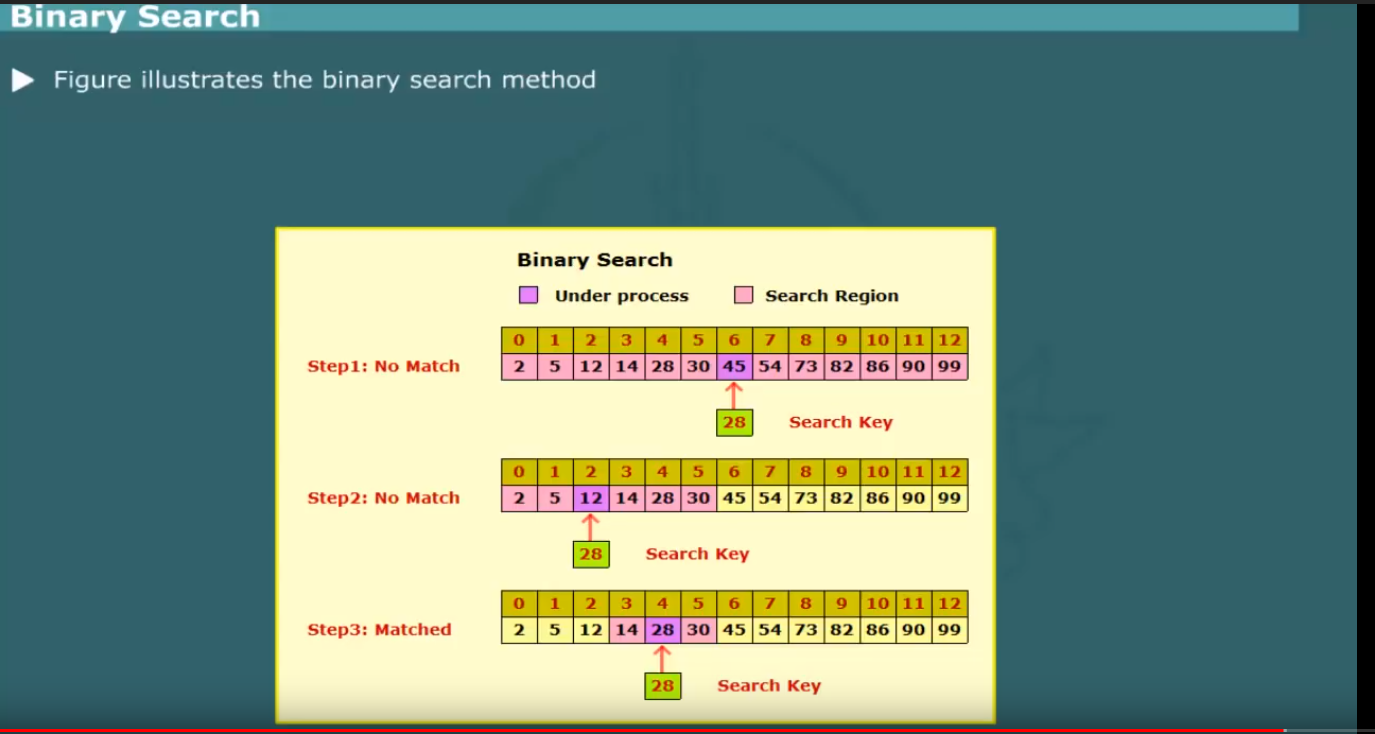 Binary Search
Figure illustrates the binary search method
Binary Search
Under process Search Region
0 1 2 3 4 5 6 7 8 9 10 11 12
Step1: No Match 2 5 12 14 28 30 45 54 73 82 86 90 99
28 Search Key
0 1 2 3 4 5 6 7 8 9 10 11 12
Step2: No Match 2 5 12 14 28 30 45 54 73 82 86 90 99
28 Search Key
0 1 2 3 4 5 6 7 8 9 10 11 12
Step3: Matched 2 5 12 14 28 30 45 54 73 82 86 90 99
28 Search Key